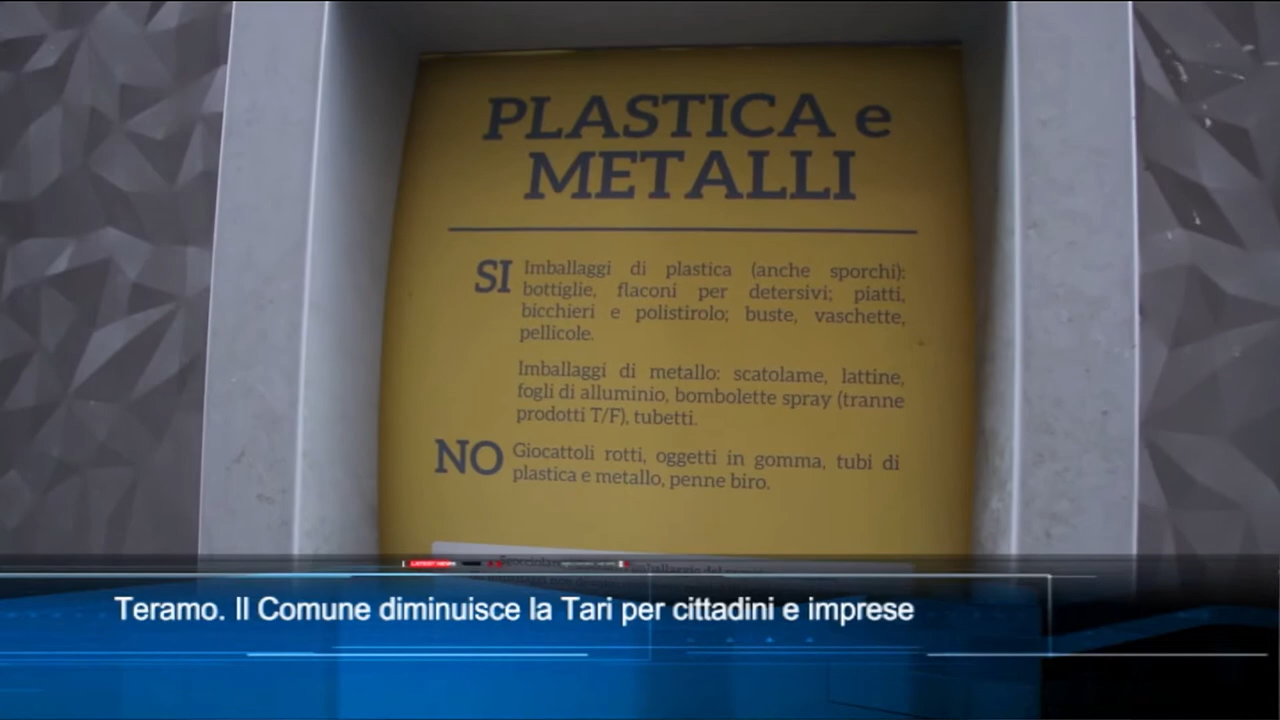 PLASTICA e
METALLI
SI Imballaggi di plastica (anche sporchi):
bottiglie, flaconi per detersivi; piatti,
bicchieri e polistirolo; buste, vaschette,
pellicole.
Imballaggi di metallo: scatolame, lattine,
fogli di alluminio, bombolette spray (tranne
prodotti T/F), tubetti.
NO Giocattoli rotti, oggetti in gomma, tubi di
plastica e metallo, penne biro.
LATEST NEWS
Teramo. Il Comune diminuisce la Tari per cittadini e imprese